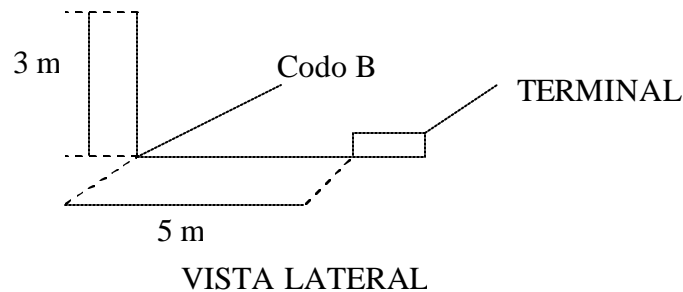 3 m
Codo B
TERMINAL
5 m
VISTA LATERAL